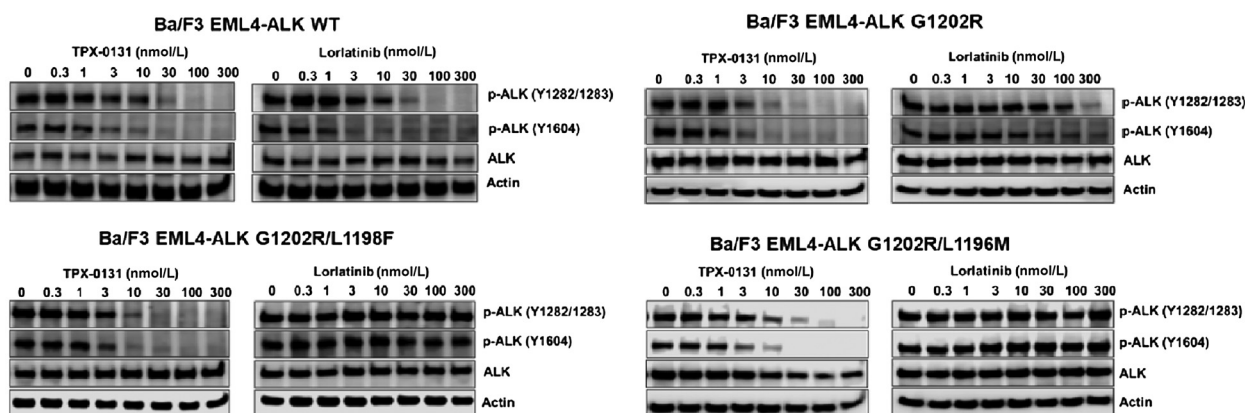 Ba/F3 EML4-ALK WT
TPX-0131 (nmol/L) Lorlatinib (nmol/L)
0 0.3 1 3 10 30 100 300 0 0.3 1 3 10 30 100 300
p-ALK (Y1282/1283)
p-ALK (Y1604)
ALK
Actin
Ba/F3 EML4-ALK G1202R
TPX-0131 (nmol/L) Lorlatinib (nmol/L)
0 0.3 1 3 10 30 100 300 0 0.3 1 3 10 30 100 300
p-ALK (Y1282/1283)
p-ALK (Y1604)
ALK
Actin
Ba/F3 EML4-ALK G1202R/L1198F
TPX-0131 (nmol/L) Lorlatinib (nmol/L)
0 0.3 1 3 10 30 100 300 0 0.3 1 3 10 30 100 300
p-ALK (Y1282/1283)
p-ALK (Y1604)
ALK
Actin
Ba/F3 EML4-ALK G1202R/L1196M
TPX-0131 (nmol/L) Lorlatinib (nmol/L)
0 0.3 1 3 10 30 100 300 0 0.3 1 3 10 30 100 300
p-ALK (Y1282/1283)
p-ALK (Y1604)
ALK
Actin